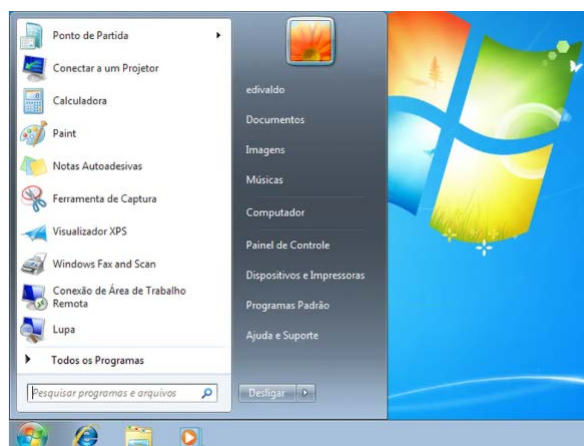 Ponto de Partida
Conectar a um Projetor
Calculadora
Paint
Notas Autoadesivas
Ferramenta de Captura
Visualizador XPS
Windows Fax and Scan
Conexão de Área de Trabalho
Remota
Lupa
Todos os Programas
Pesquisar programas e arquivos
edivaldo
Documentos
Imagens
Músicas
Computador
Painel de Controle
Dispositivos e Impressoras
Programas Padrão
Ajuda e Suporte
Desligar